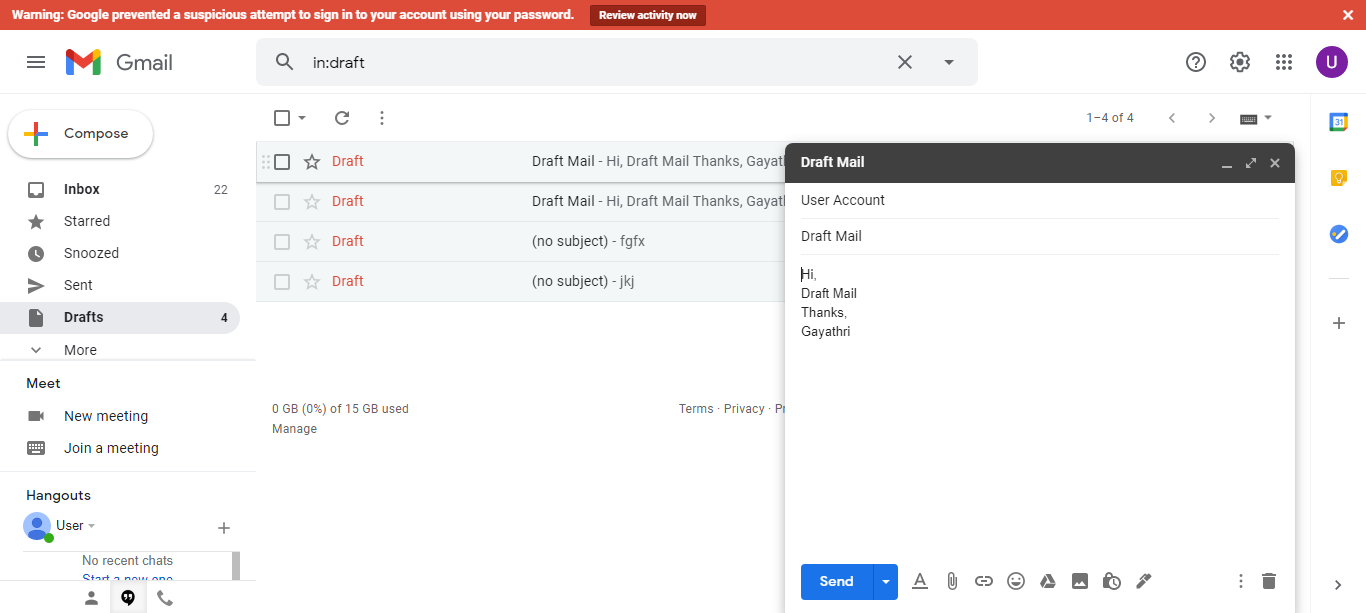 Warning: Google prevented a suspicious attempt to sign in to your account using your password. Review activity now
Gmail
in:draft
U
Compose
1–4 of 4
31
Inbox 22
Starred
Snoozed
Sent
Drafts 4
More
Draft Draft Mail - Hi, Draft Mail Thanks,
Draft Draft Mail - Hi, Draft Mail Thanks,
Draft (no subject) - fgfx
Draft (no subject) - jkj
Meet
New meeting
Join a meeting
Hangouts
User
No recent chats
Start a new one
0 GB (0%) of 15 GB used
Manage
Terms · Privacy ·
Draft Mail
User Account
Draft Mail
Hi,
Draft Mail
Thanks,
Gayathri
Send